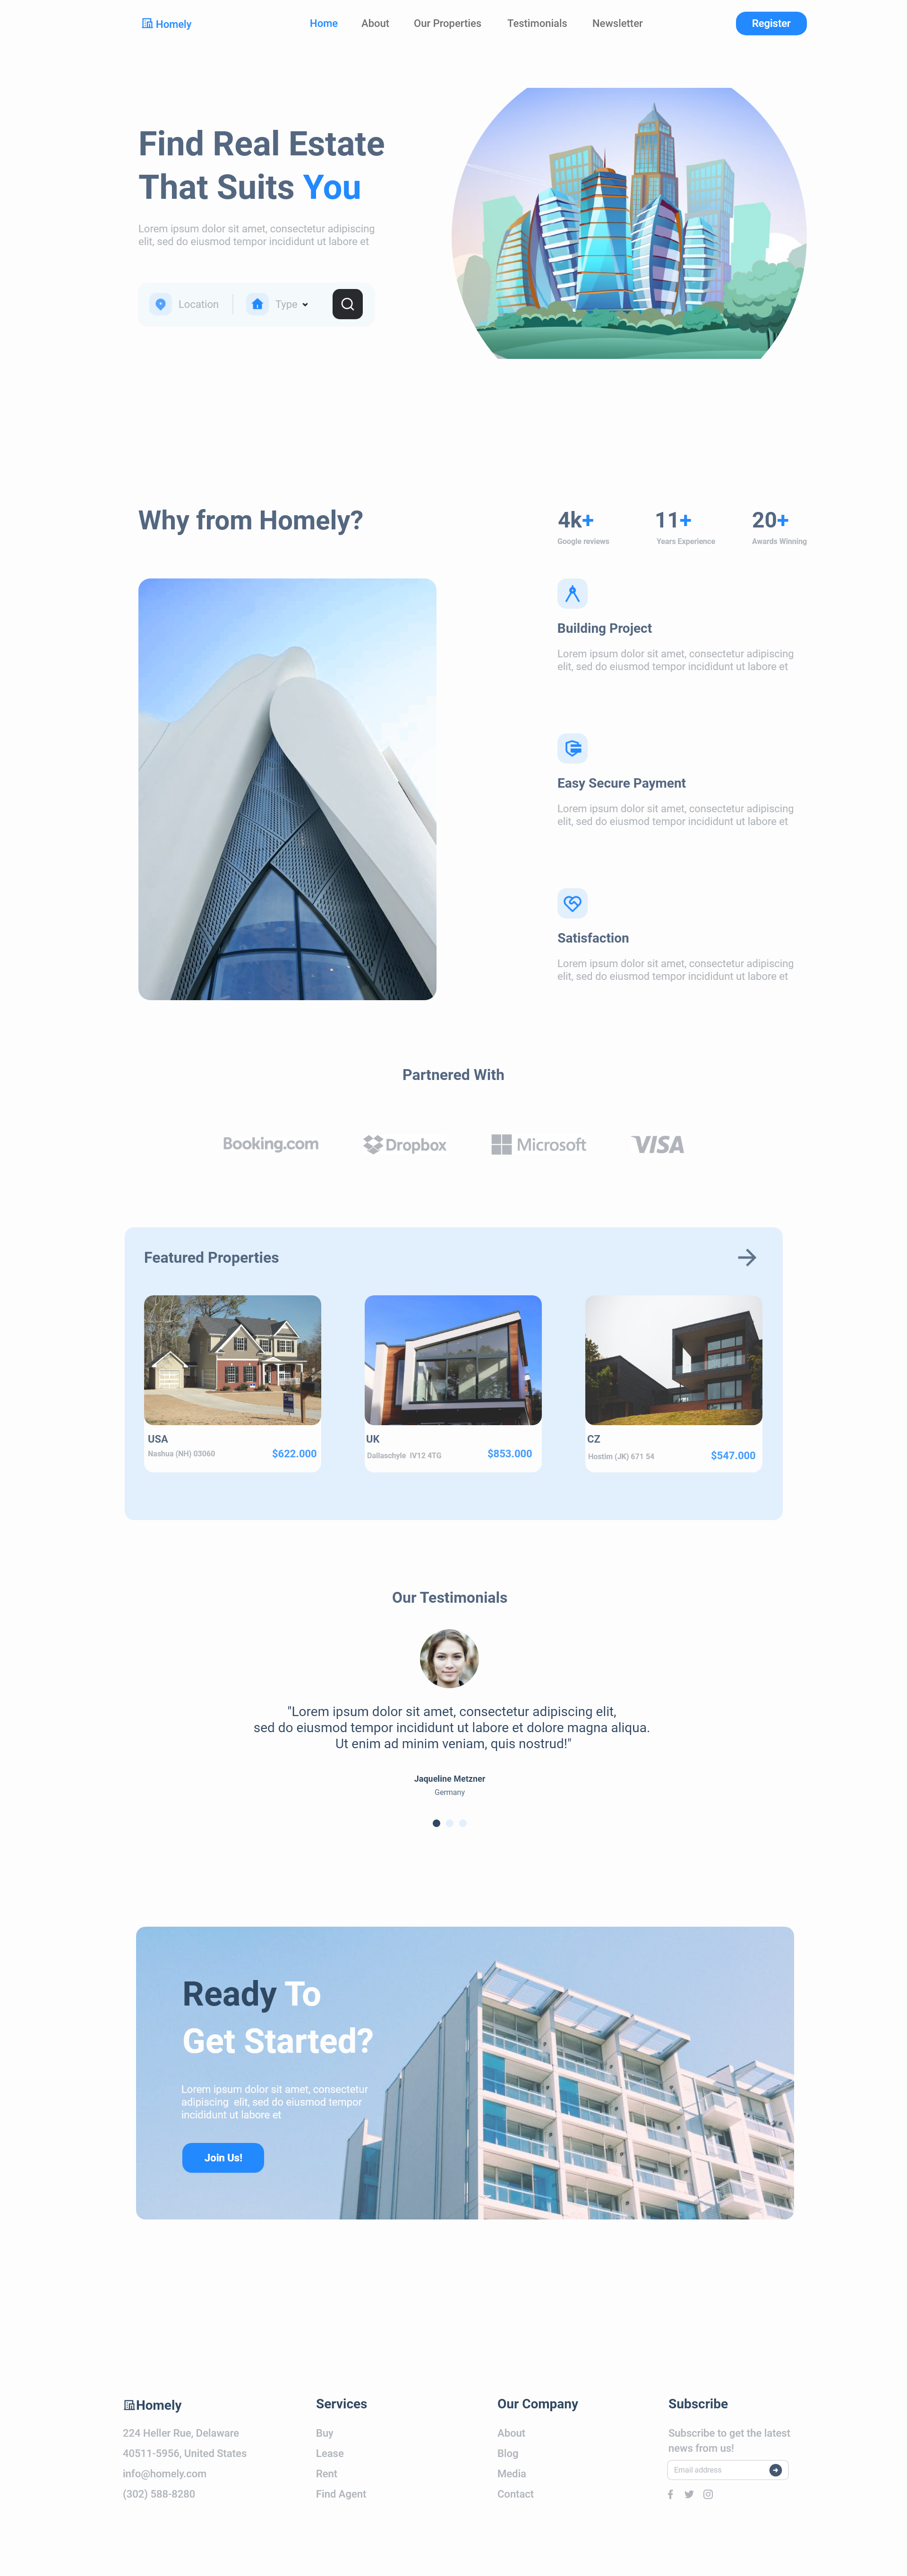 Homely
Home About Our Properties Testimonials Newsletter
Register
Find Real Estate
That Suits You
Lorem ipsum dolor sit amet, consectetur adipiscing
elit, sed do eiusmod tempor incididunt ut labore et
Location Type
Why from Homely?
4k+ 11+ 20+
Google reviews Years Experience Awards Winning
Building Project
Lorem ipsum dolor sit amet, consectetur adipiscing
elit, sed do eiusmod tempor incididunt ut labore et
Easy Secure Payment
Lorem ipsum dolor sit amet, consectetur adipiscing
elit, sed do eiusmod tempor incididunt ut labore et
Satisfaction
Lorem ipsum dolor sit amet, consectetur adipiscing
elit, sed do eiusmod tempor incididunt ut labore et
Partnered With
Booking.com Dropbox Microsoft VISA
Featured Properties
USA
Nashua (NH) 03060 $622.000
UK
Dallaschyle IV12 4TG $853.000
CZ
Hostim (JK) 671 54 $547.000
Our Testimonials
"Lorem ipsum dolor sit amet, consectetur adipiscing elit,
sed do eiusmod tempor incididunt ut labore et dolore magna aliqua.
Ut enim ad minim veniam, quis nostrud!"
Jaqueline Metzner
Germany
Ready To
Get Started?
Lorem ipsum dolor sit amet, consectetur
adipiscing elit, sed do eiusmod tempor
incididunt ut labore et
Join Us!
Homely
224 Heller Rue, Delaware
40511-5956, United States
info@homely.com
(302) 588-8280
Services
Buy
Lease
Rent
Find Agent
Our Company
About
Blog
Media
Contact
Subscribe
Subscribe to get the latest
news from us!
Email address